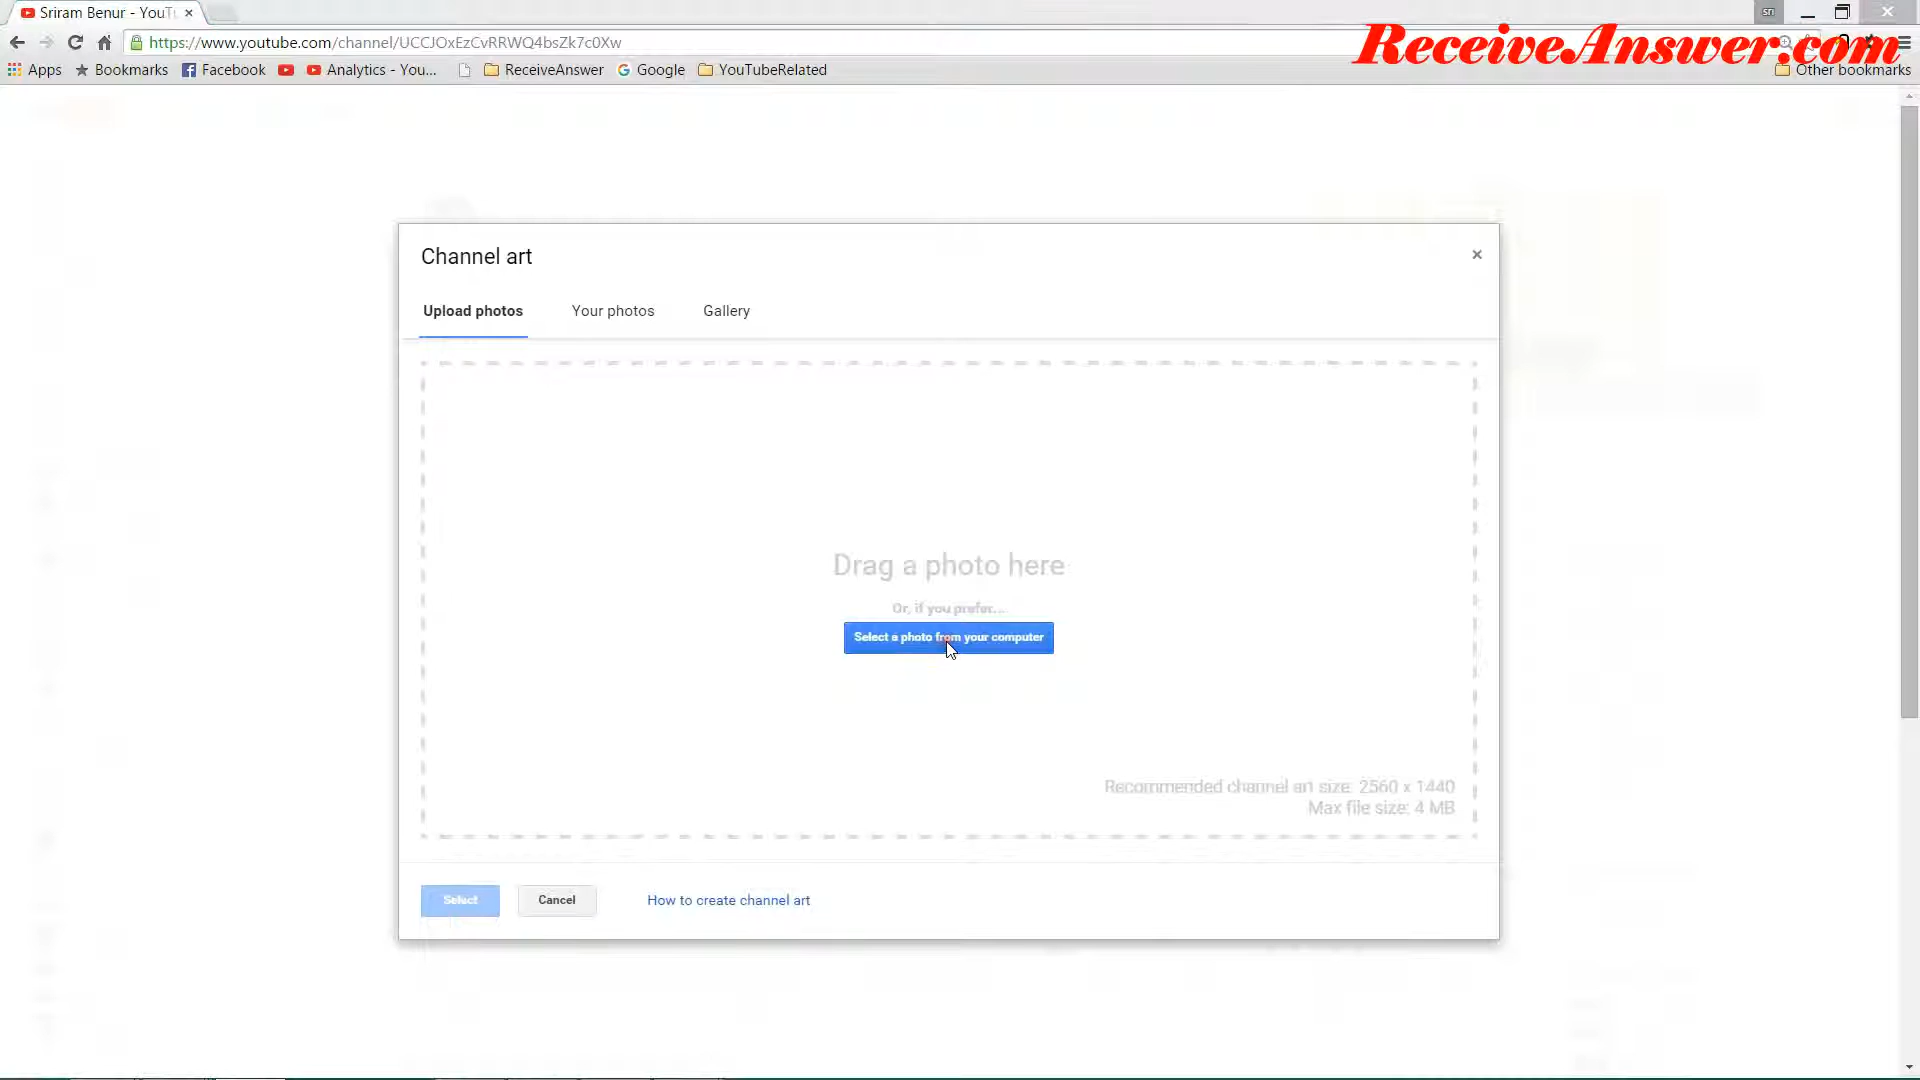 Sriram Benur - YouTu
sn
https://www.youtube.com/channel/UCCJOxEzCvRRWQ4bsZk7c0Xw
ReceiveAnswer.com
Apps Bookmarks Facebook Analytics - You... ReceiveAnswer Google YouTubeRelated Other bookmarks
Channel art
Upload photos Your photos Gallery
Drag a photo here
Or, if you prefer...
Select a photo from your computer
Recommended channel art size: 2560 x 1440
Max file size: 4 MB
Select Cancel How to create channel art